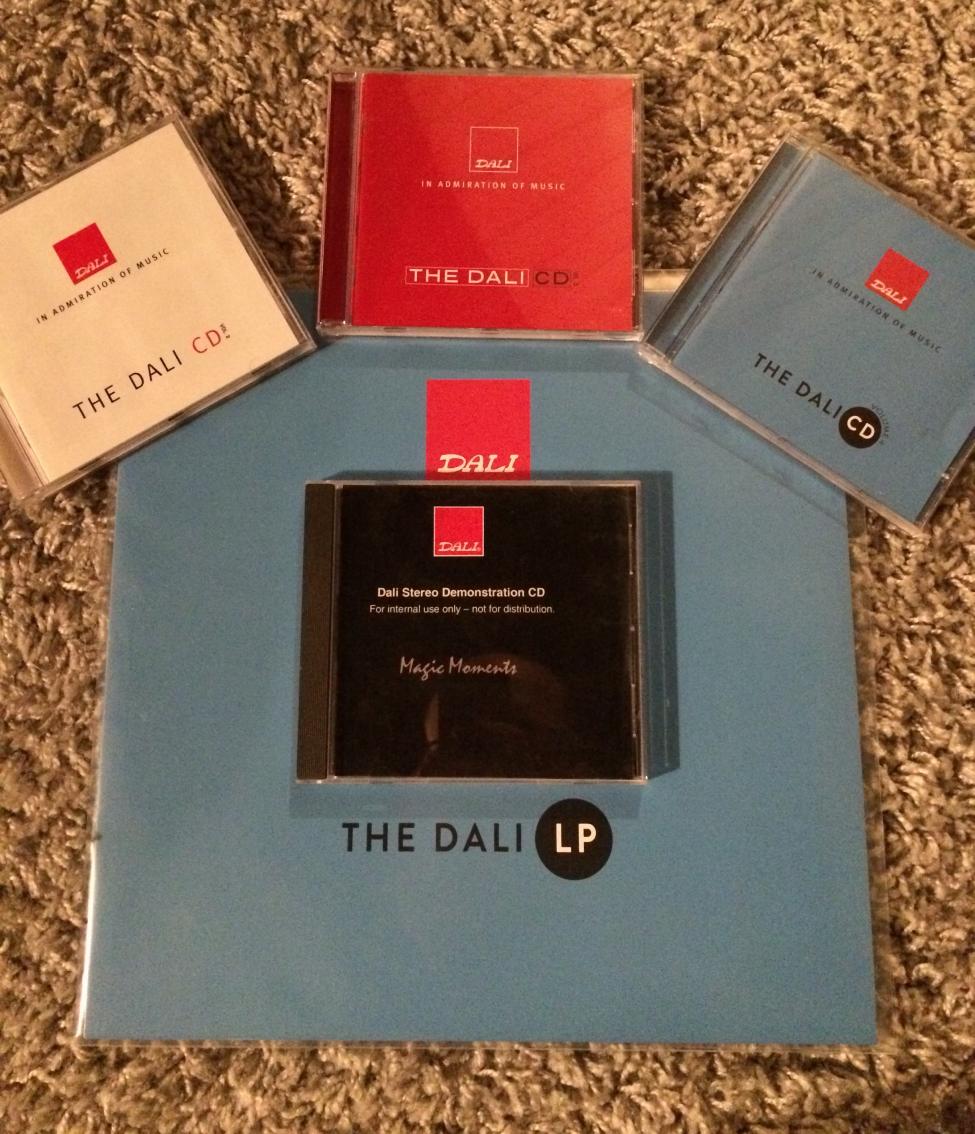 DALI
IN ADMIRATION OF MUSIC
THE DALI CD
DALI
IN ADMIRATION OF MUSIC
THE DALI CD
DALI
IN ADMIRATION OF MUSIC
THE DALI CD
VOLUME
DALI
DALI
Dali Stereo Demonstration CD
For internal use only – not for distribution.
Magic Moments
THE DALI LP